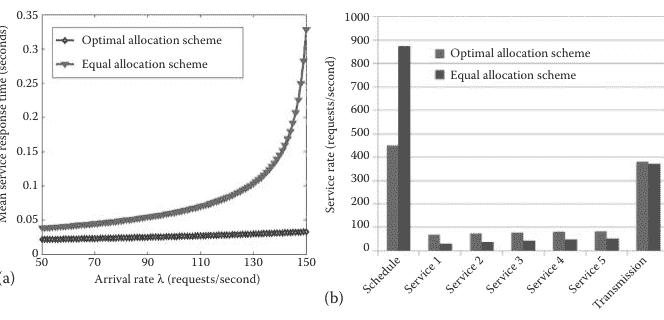 0.35
0.3
0.25
0.2
0.15
0.1
0.05
0
Mean service response time (seconds)
Optimal allocation scheme
Equal allocation scheme
50 70 90 110 130 150
Arrival rate λ (requests/second)
(a)
1000
900
800
700
600
500
400
300
200
100
0
Service rate (requests/second)
Optimal allocation scheme
Equal allocation scheme
Schedule
Service 1
Service 2
Service 3
Service 4
Service 5
Transmission
(b)